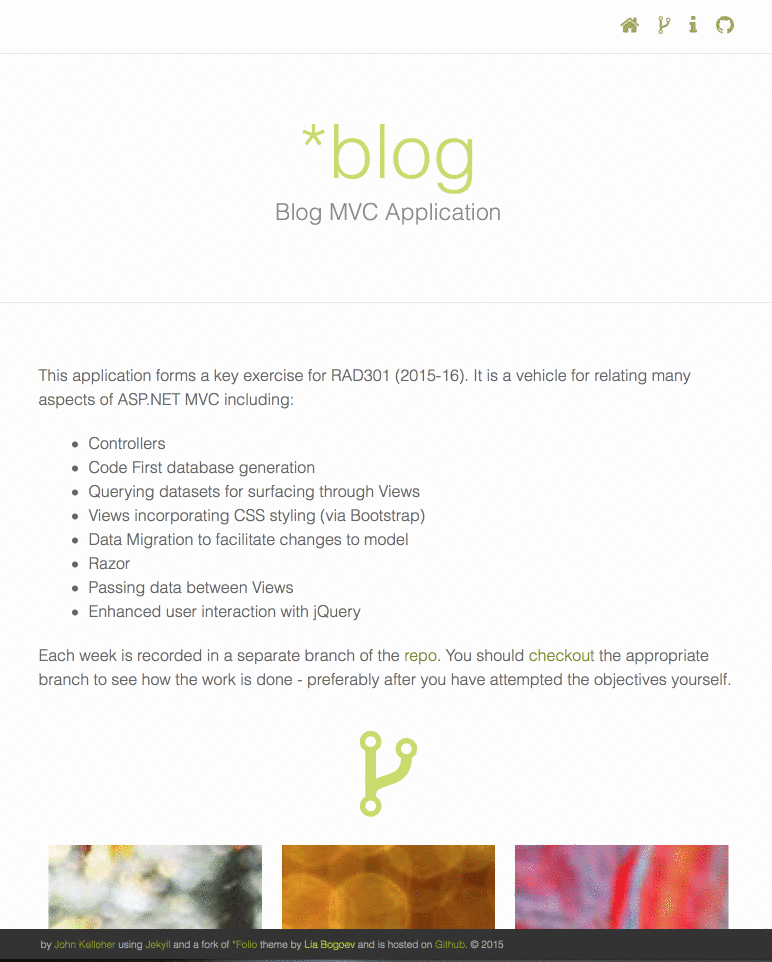 *blog
Blog MVC Application
This application forms a key exercise for RAD301 (2015-16). It is a vehicle for relating many
aspects of ASP.NET MVC including:
Controllers
Code First database generation
Querying datasets for surfacing through Views
Views incorporating CSS styling (via Bootstrap)
Data Migration to facilitate changes to model
Razor
Passing data between Views
Enhanced user interaction with jQuery
Each week is recorded in a separate branch of the repo. You should checkout the appropriate
branch to see how the work is done - preferably after you have attempted the objectives yourself.
by John Kelleher using Jekyll and a fork of *Folio theme by Lia Bogoev and is hosted on Github. © 2015